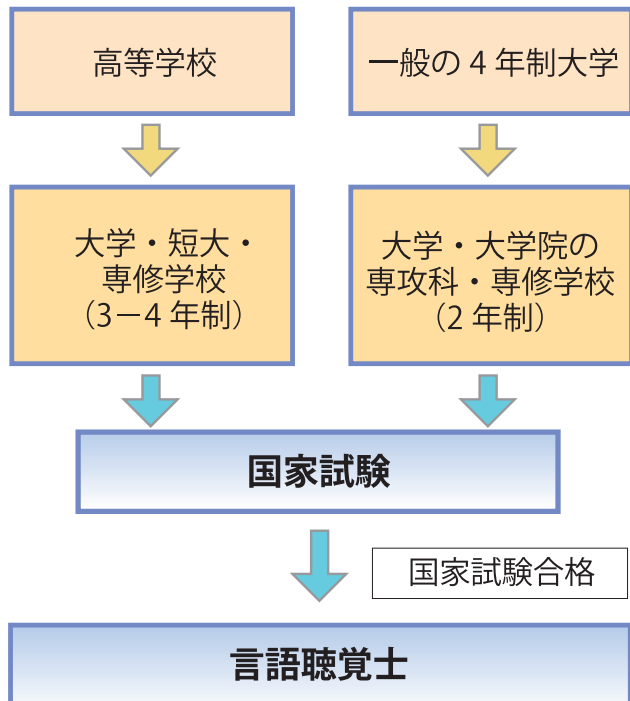 高等学校
一般の4年制大学
大学・短大・
専修学校
（3－4年制）
大学・大学院の
専攻科・専修学校
（2年制）
国家試験
国家試験合格
言語聴覚士